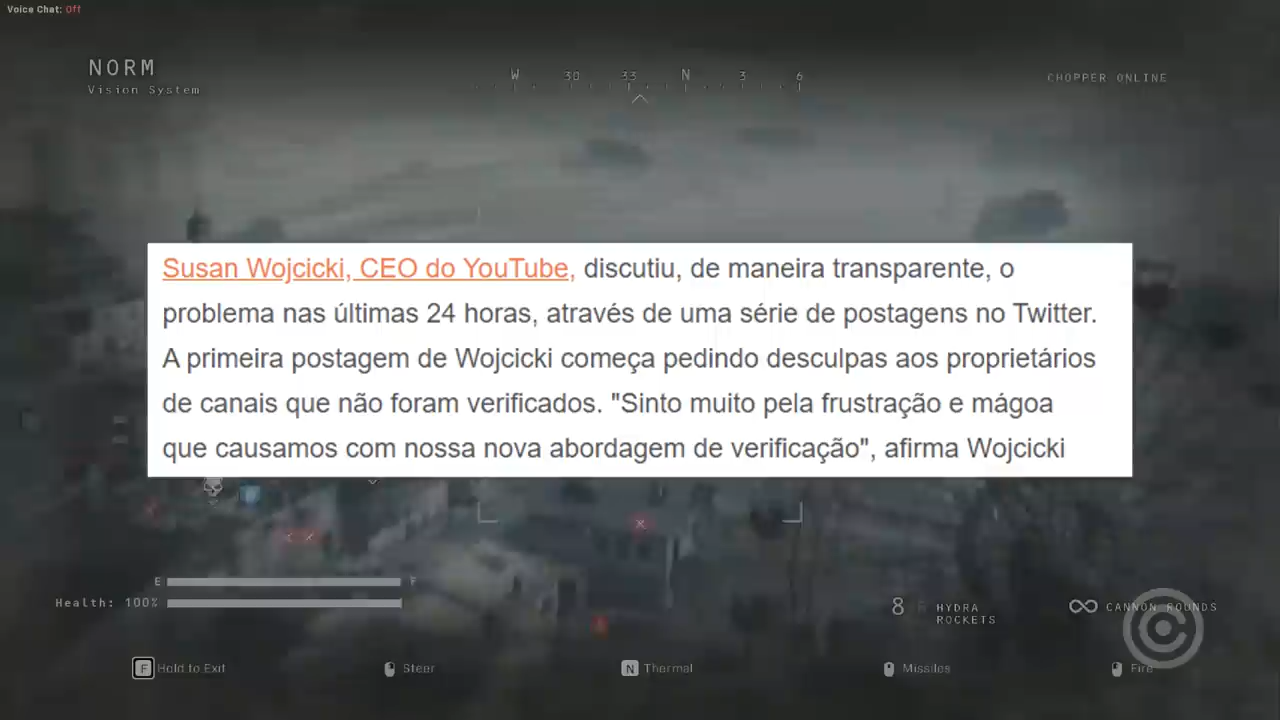 Voice Chat: Off
NORM
Vision System
W 30 33 N 3 6
CHOPPER ONLINE
Susan Wojcicki, CEO do YouTube, discutiu, de maneira transparente, o
problema nas últimas 24 horas, através de uma série de postagens no Twitter.
A primeira postagem de Wojcicki começa pedindo desculpas aos proprietários
de canais que não foram verificados. "Sinto muito pela frustração e mágoa
que causamos com nossa nova abordagem de verificação", afirma Wojcicki
E F
Health: 100%
8 HYDRA
ROCKETS
CANNON ROUNDS
F Hold to Exit
Steer
N Thermal
Missiles
Fire